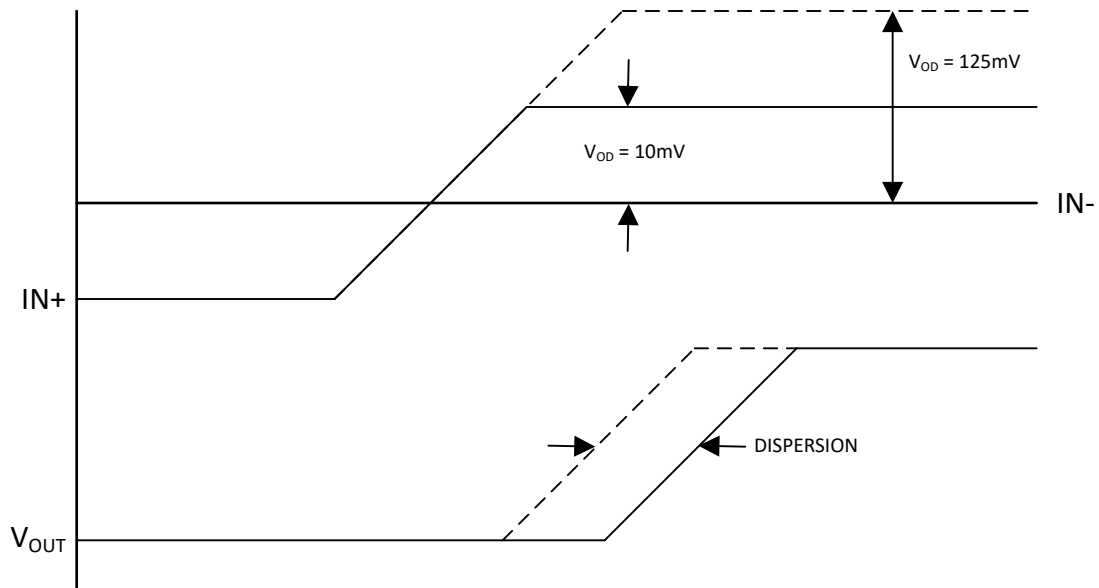 V_OD = 125mV
V_OD = 10mV
IN-
IN+
DISPERSION
V_OUT